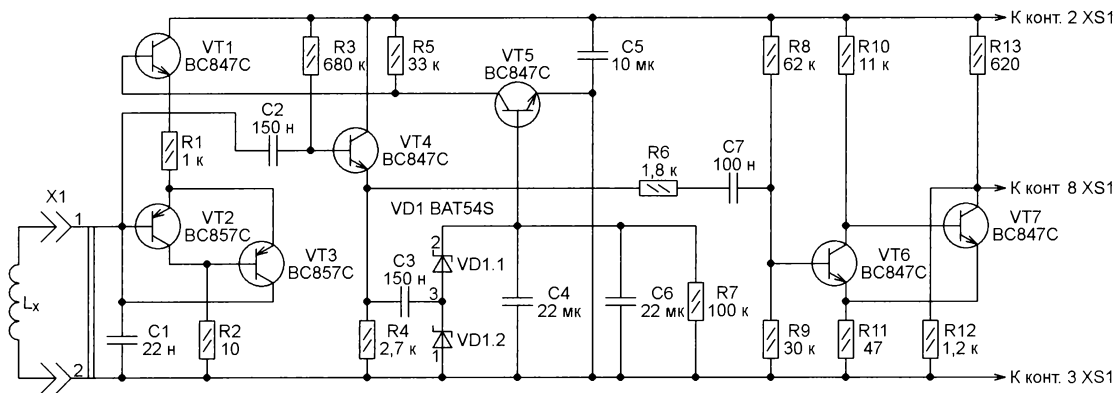 К конт. 2 XS1
VT1
BC847C
R3
680 к
R5
33 к
VT5
BC847C
C5
10 мк
R8
62 к
R10
11 к
R13
620
C2
150 н
R1
1 к
VT4
BC847C
R6
1,8 к
C7
100 н
X1
1
VT2
BC857C
VD1 BAT54S
К конт. 8 XS1
VT7
BC847C
VT3
BC857C
C3
150 н
2
VD1.1
3
VT6
BC847C
Lx
C1
22 н
R2
10
R4
2,7 к
VD1.2
1
C4
22 мк
C6
22 мк
R7
100 к
R9
30 к
R11
47
R12
1,2 к
2
К конт. 3 XS1